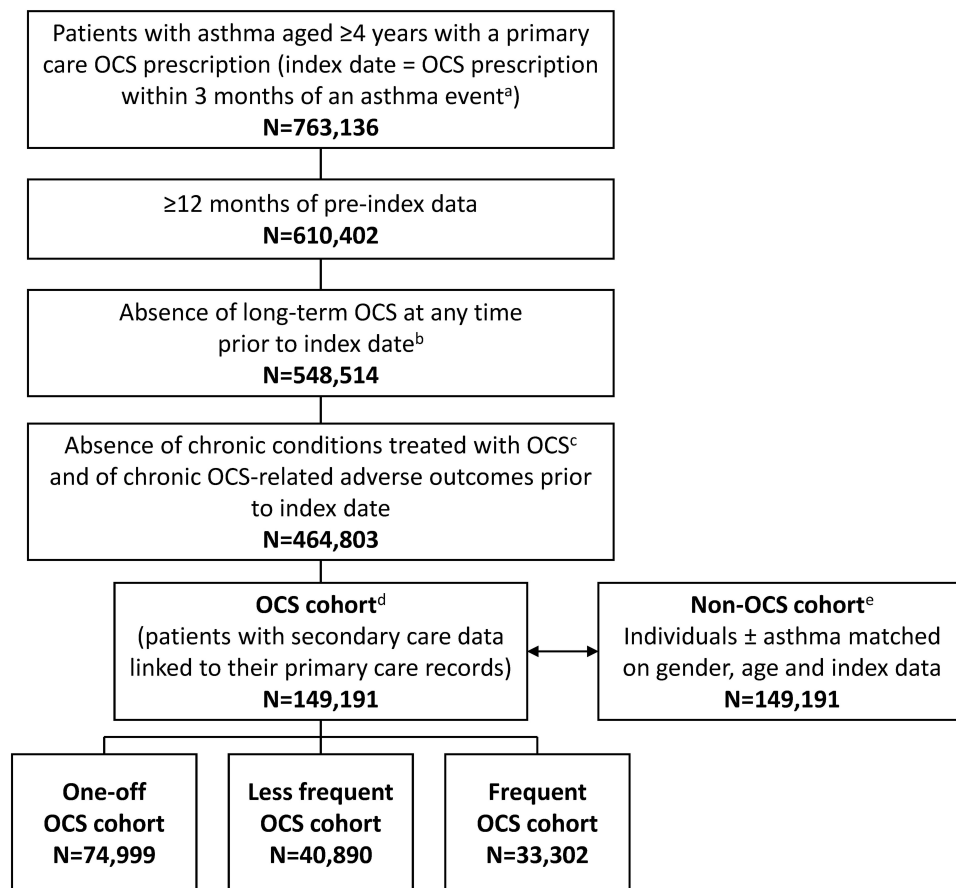 Patients with asthma aged ≥4 years with a primary
care OCS prescription (index date = OCS prescription
within 3 months of an asthma eventᵃ)
N=763,136
≥12 months of pre-index data
N=610,402
Absence of long-term OCS at any time
prior to index dateᵇ
N=548,514
Absence of chronic conditions treated with OCSᶜ
and of chronic OCS-related adverse outcomes prior
to index date
N=464,803
OCS cohortᵈ
(patients with secondary care data
linked to their primary care records)
N=149,191
Non-OCS cohortᵉ
Individuals ± asthma matched
on gender, age and index data
N=149,191
One-off
OCS cohort
N=74,999
Less frequent
OCS cohort
N=40,890
Frequent
OCS cohort
N=33,302